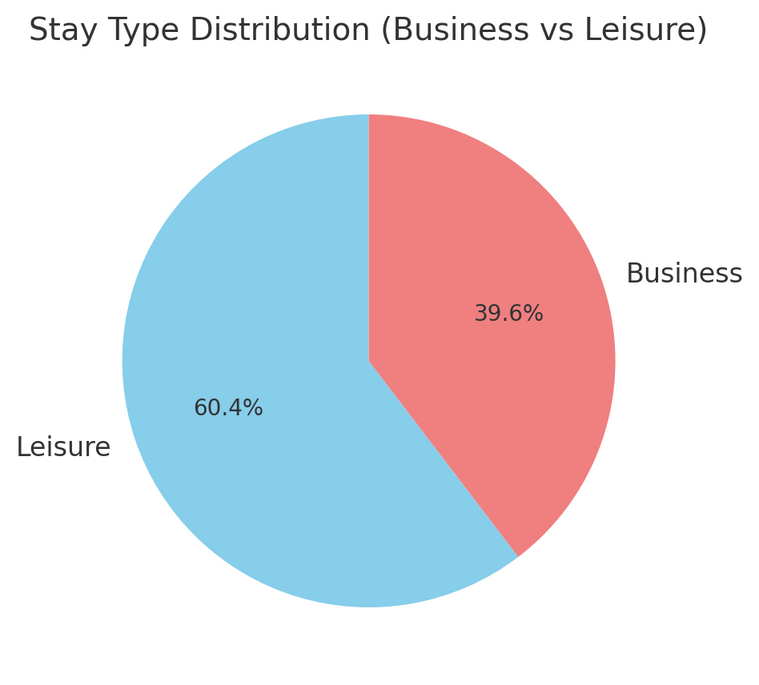 Stay Type Distribution (Business vs Leisure)
Business
39.6%
60.4%
Leisure